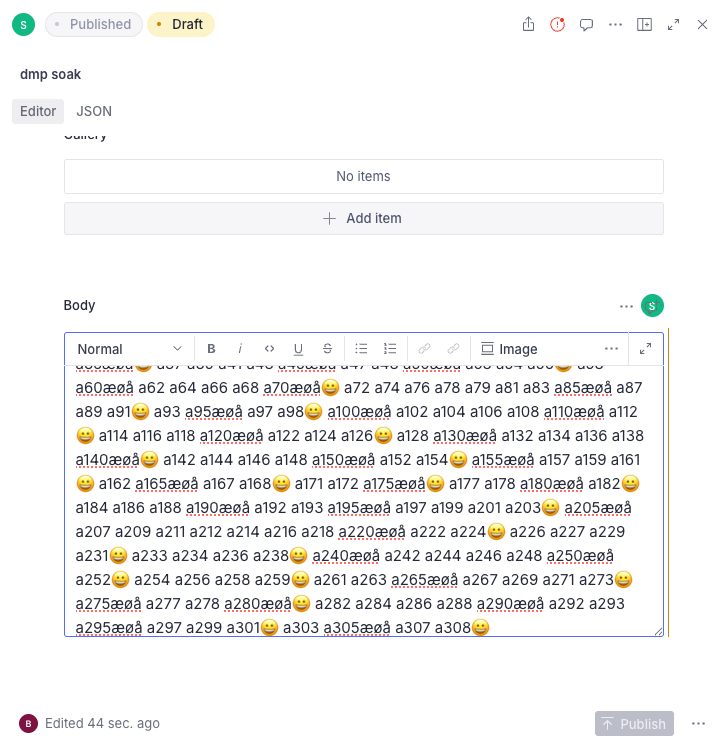 S Published Draft
dmp soak
Editor JSON
Gallery
No items
Add item
Body S
Normal B i U S Image
a60æøå a62 a64 a66 a68 a70æøå😀 a72 a74 a76 a78 a79 a81 a83 a85æøå a87
a89 a91😀 a93 a95æøå a97 a98😀 a100æøå a102 a104 a106 a108 a110æøå a112
😀 a114 a116 a118 a120æøå a122 a124 a126😀 a128 a130æøå a132 a134 a136 a138
a140æøå😀 a142 a144 a146 a148 a150æøå a152 a154😀 a155æøå a157 a159 a161
😀 a162 a165æøå a167 a168😀 a171 a172 a175æøå😀 a177 a178 a180æøå a182😀
a184 a186 a188 a190æøå a192 a193 a195æøå a197 a199 a201 a203😀 a205æøå
a207 a209 a211 a212 a214 a216 a218 a220æøå a222 a224😀 a226 a227 a229
a231😀 a233 a234 a236 a238😀 a240æøå a242 a244 a246 a248 a250æøå
a252😀 a254 a256 a258 a259😀 a261 a263 a265æøå a267 a269 a271 a273😀
a275æøå a277 a278 a280æøå😀 a282 a284 a286 a288 a290æøå a292 a293
a295æøå a297 a299 a301😀 a303 a305æøå a307 a308😀
B Edited 44 sec. ago Publish